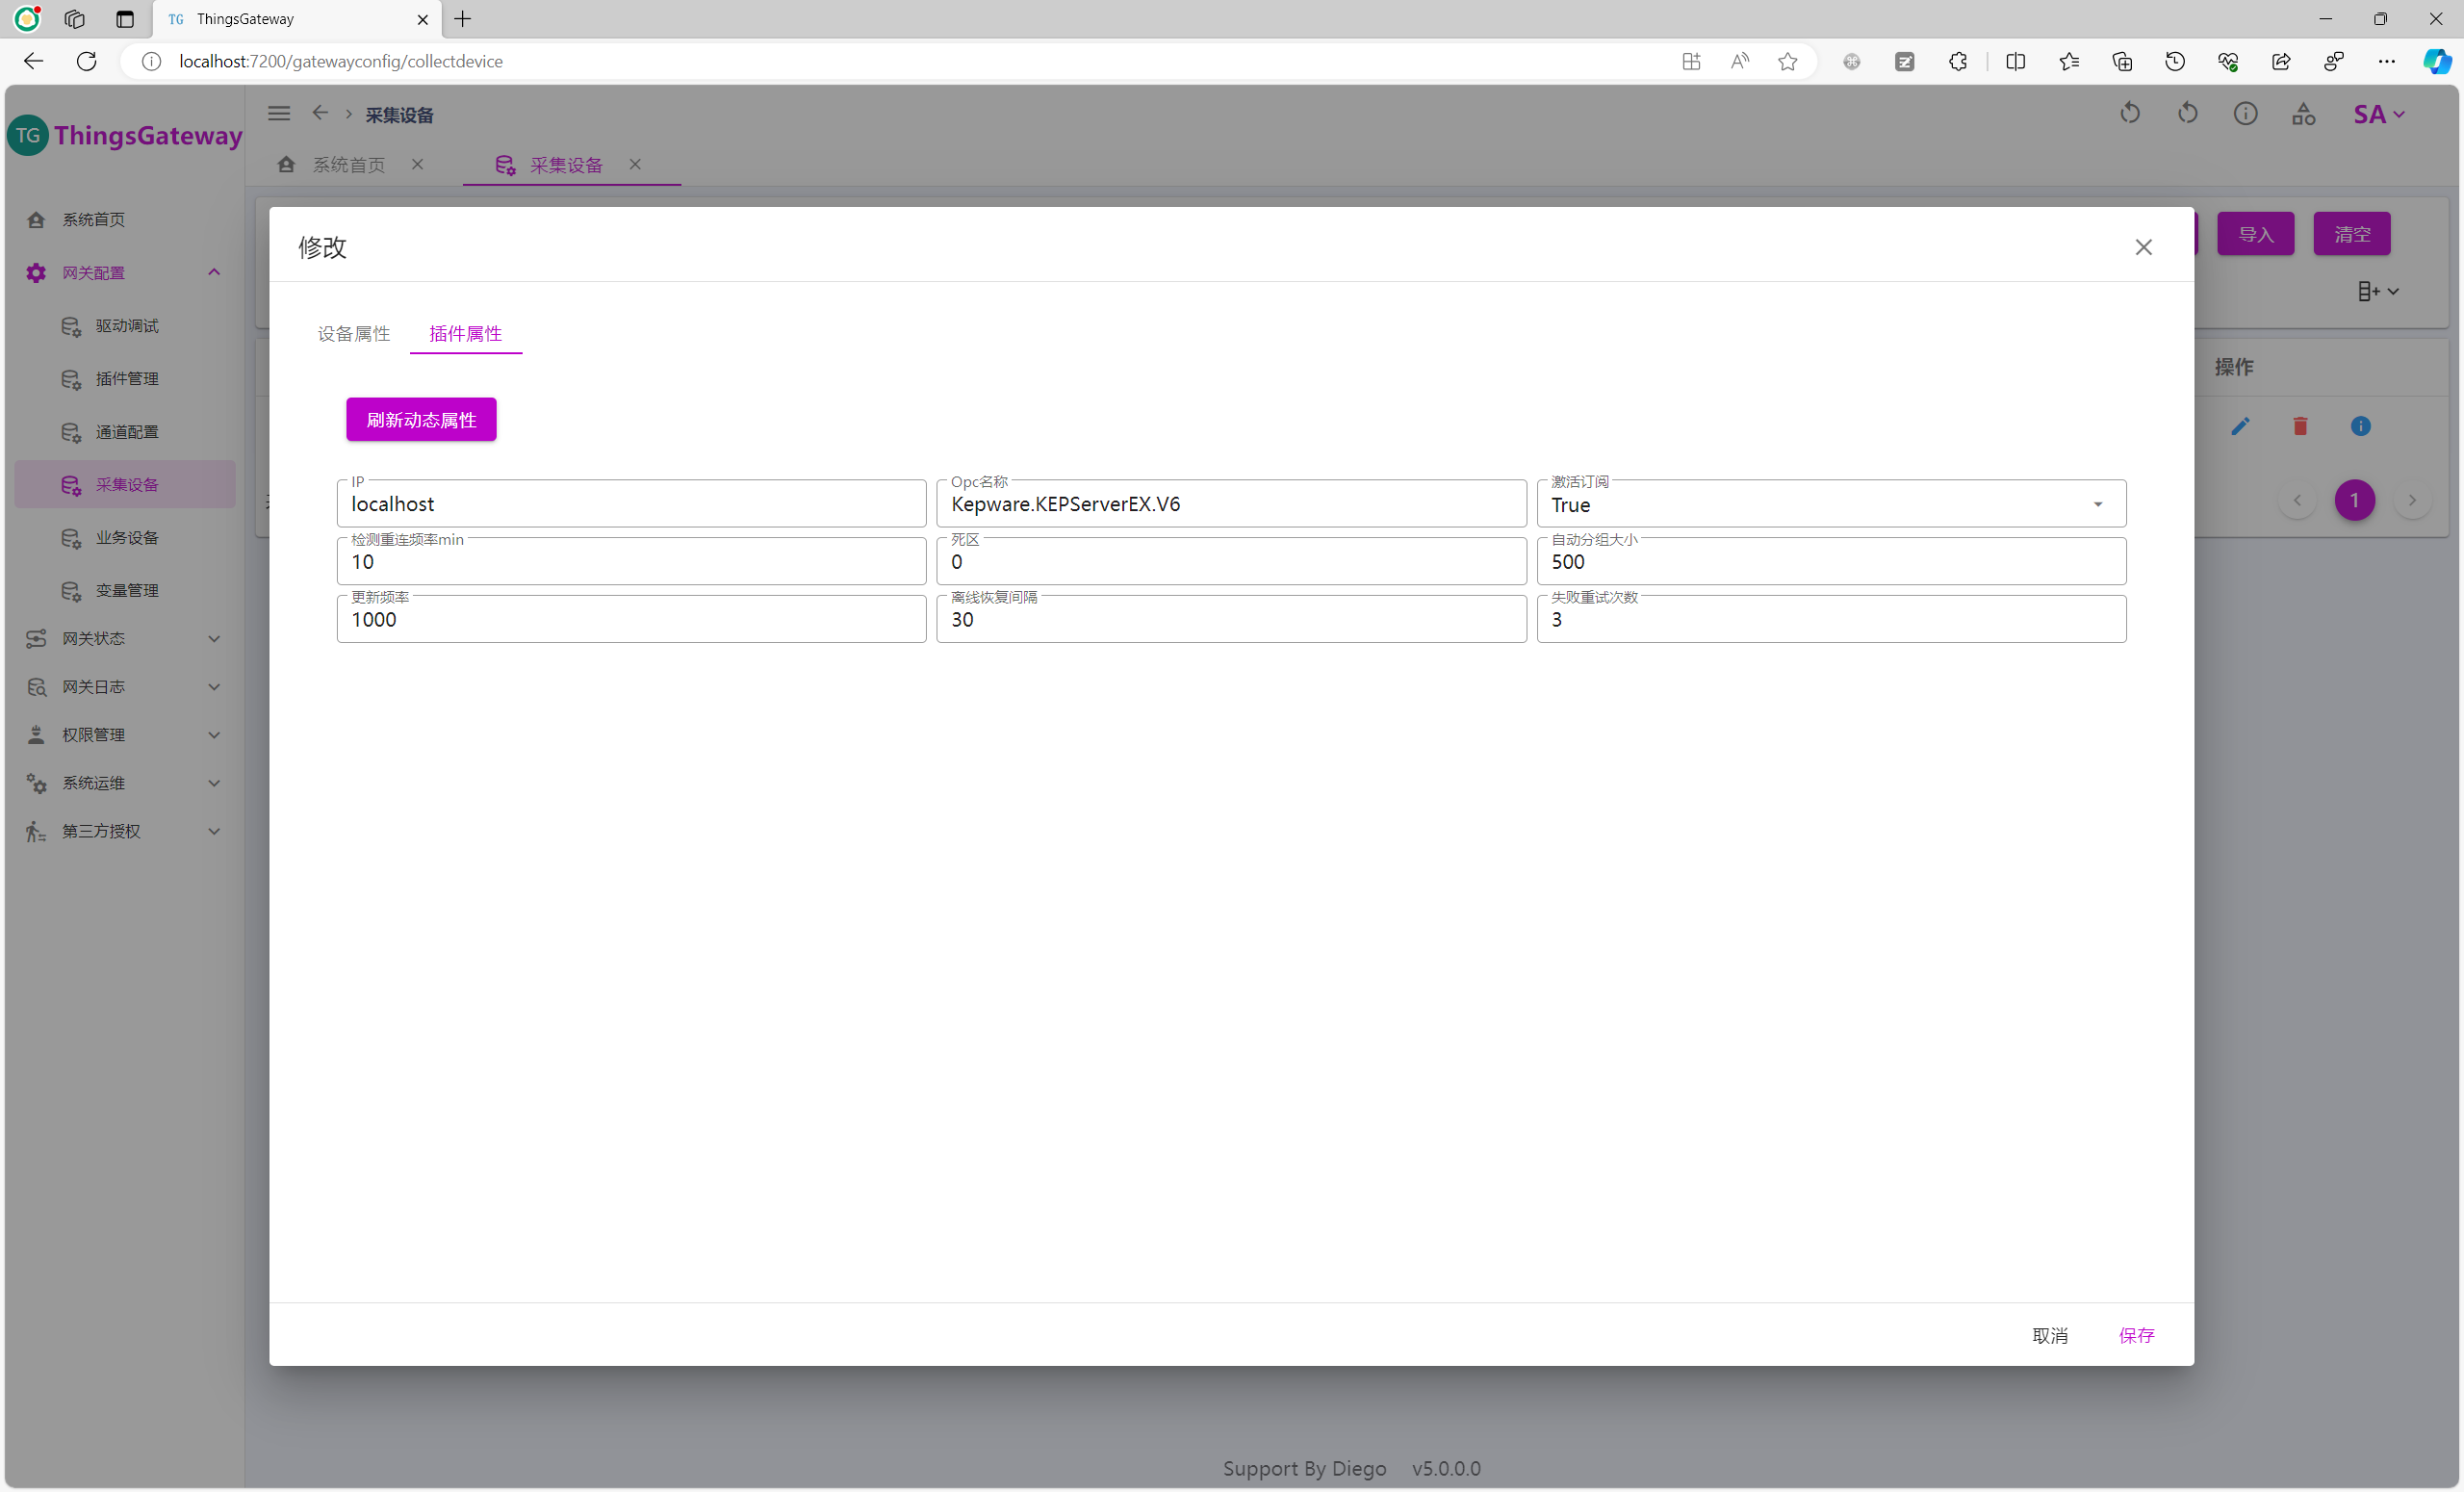 TG ThingsGateway
localhost:7200/gatewayconfig/collectdevice
TG ThingsGateway
采集设备
SA
系统首页
采集设备
系统首页
网关配置
驱动调试
插件管理
通道配置
采集设备
业务设备
变量管理
网关状态
网关日志
权限管理
系统运维
第三方授权
导入
清空
操作
1
修改
设备属性
插件属性
刷新动态属性
IP
localhost
Opc名称
Kepware.KEPServerEX.V6
激活订阅
True
检测重连频率min
10
死区
0
自动分组大小
500
更新频率
1000
离线恢复间隔
30
失败重试次数
3
取消
保存
Support By Diego v5.0.0.0